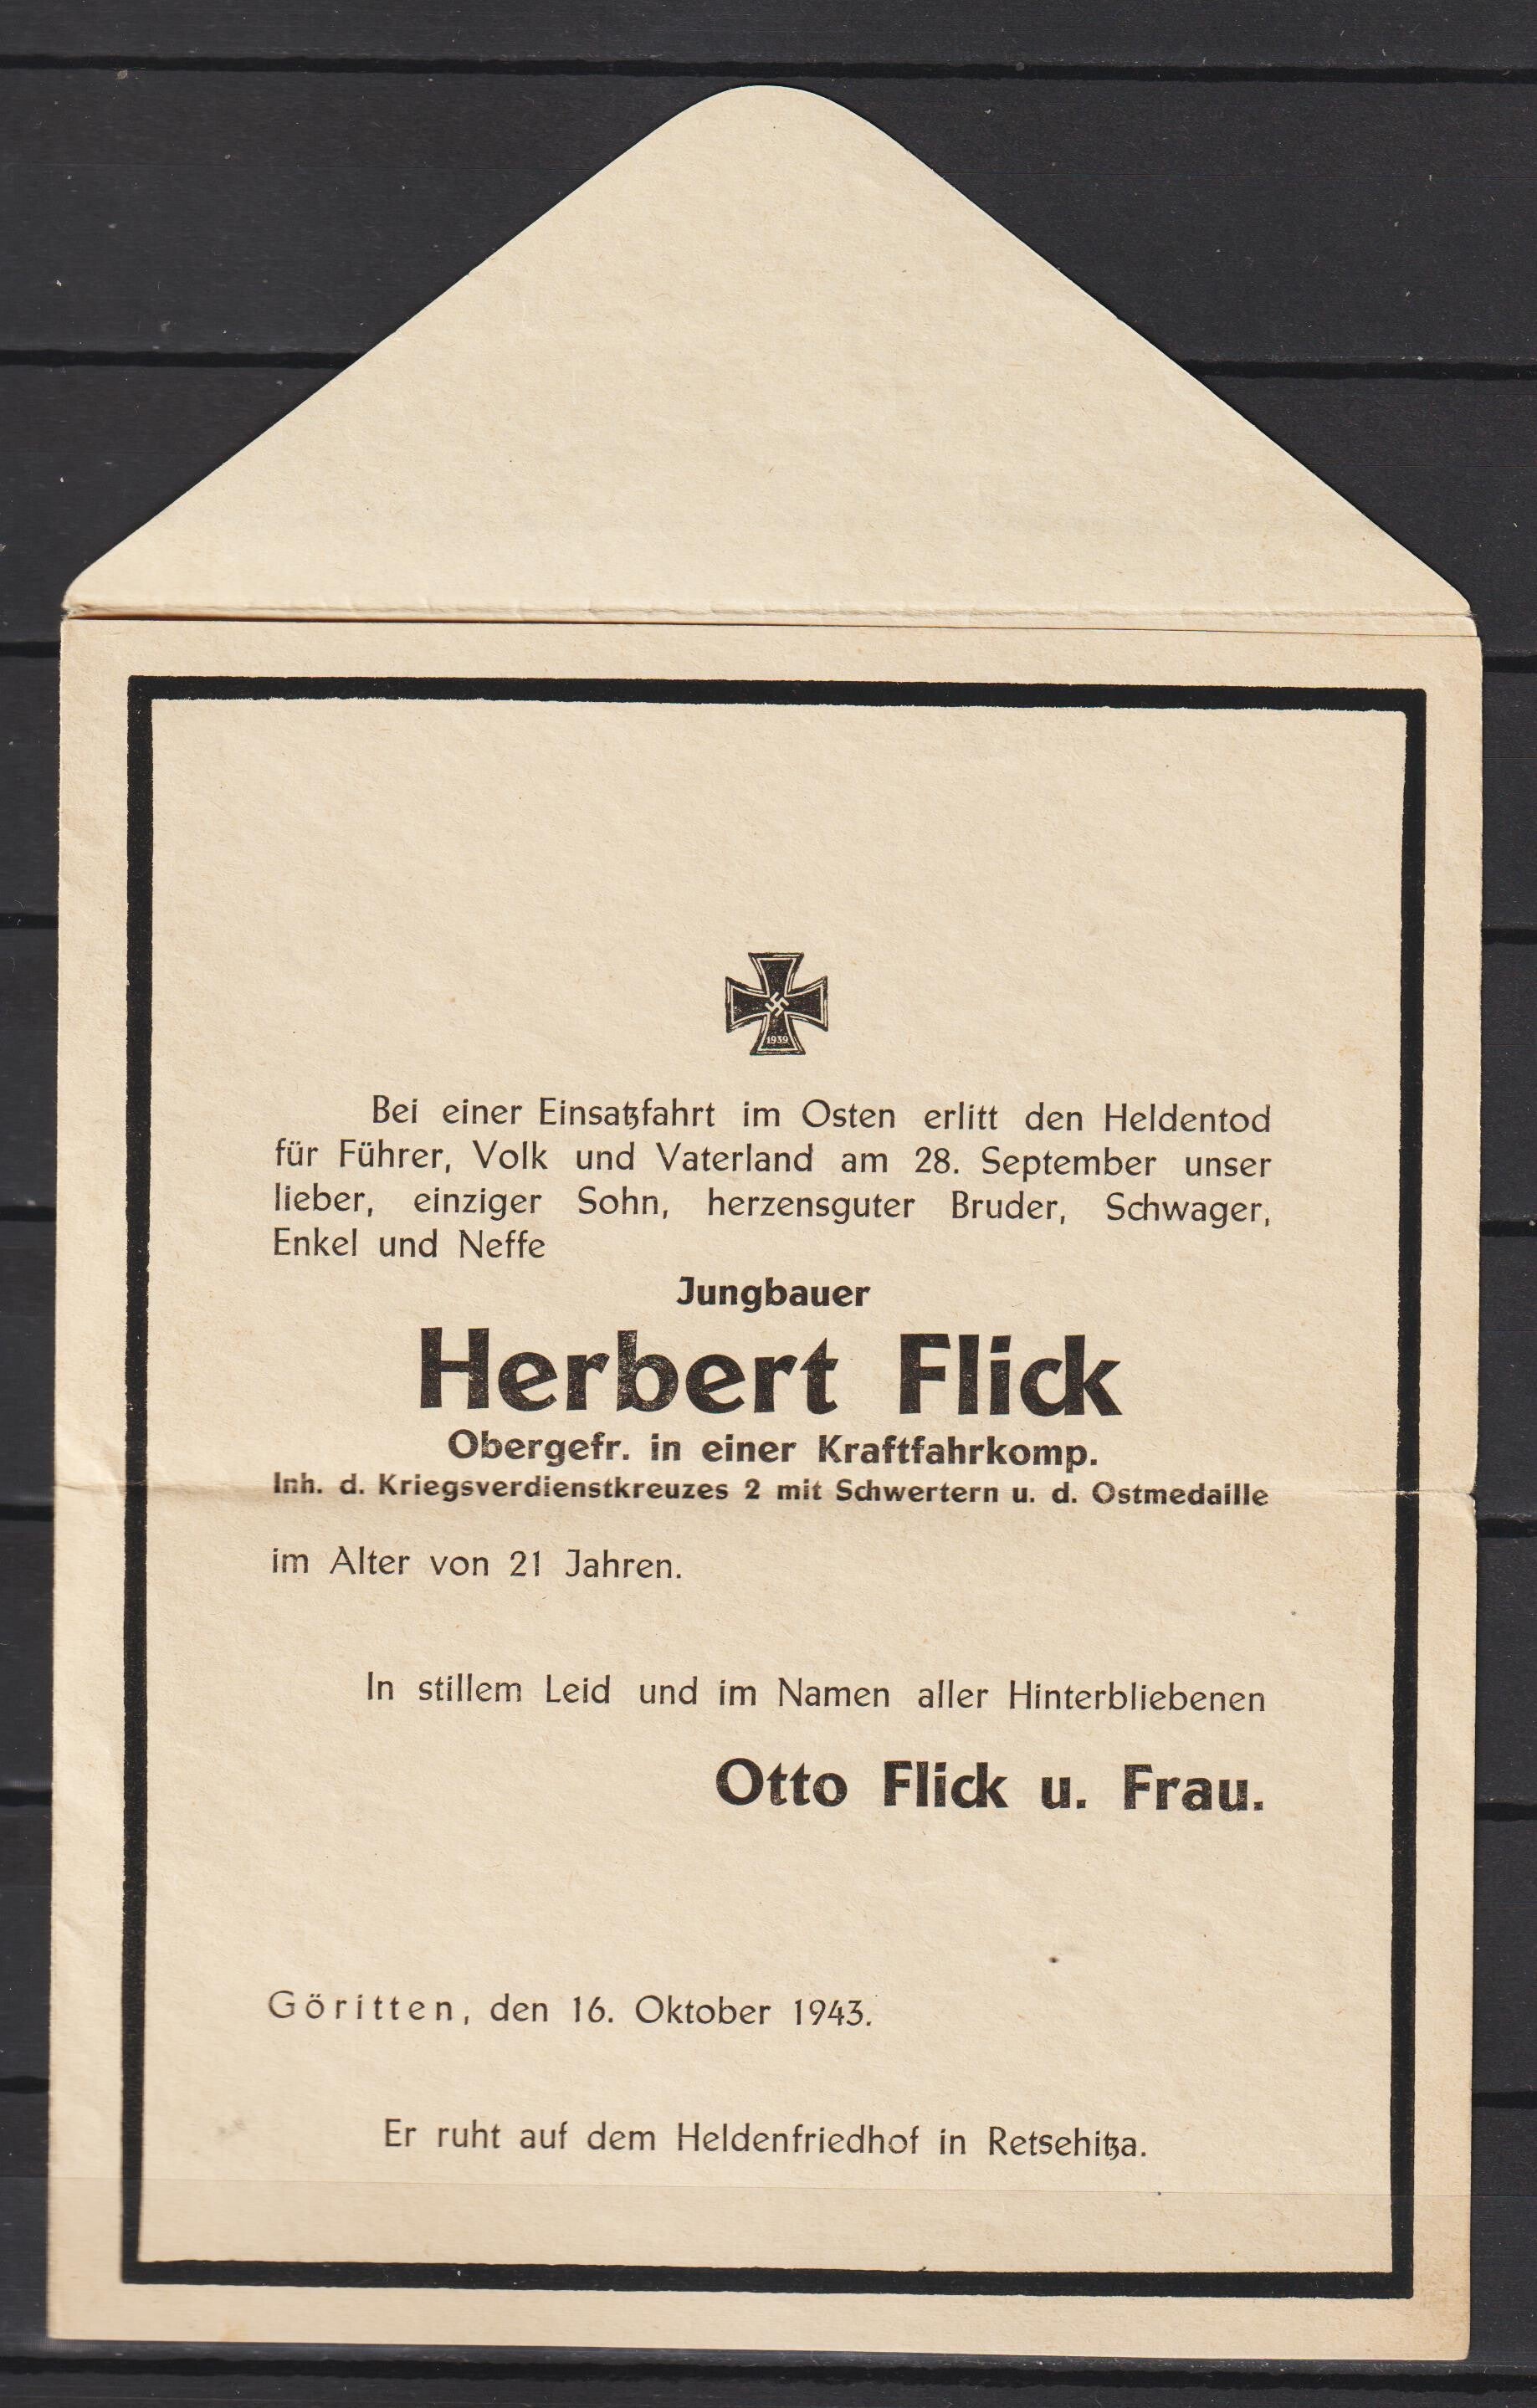 1939
Bei einer Einsatzfahrt im Osten erlitt den Heldentod
für Führer, Volk und Vaterland am 28. September unser
lieber, einziger Sohn, herzensguter Bruder, Schwager,
Enkel und Neffe
Jungbauer
Herbert Flick
Obergefr. in einer Kraftfahrkomp.
Inh. d. Kriegsverdienstkreuzes 2 mit Schwertern u. d. Ostmedaille
im Alter von 21 Jahren.
In stillem Leid und im Namen aller Hinterbliebenen
Otto Flick u. Frau.
Göritten, den 16. Oktober 1943.
Er ruht auf dem Heldenfriedhof in Retsehitza.